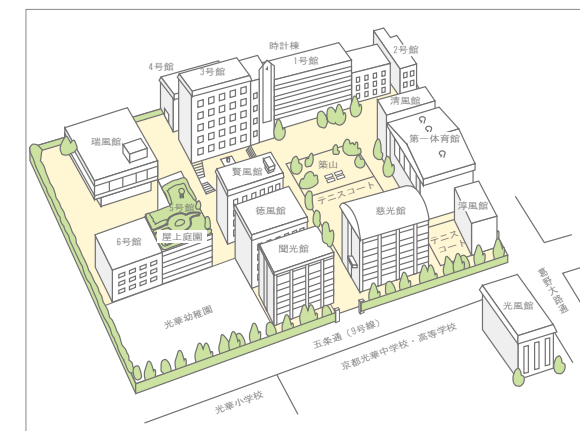 時計棟
4号館
3号館
1号館
2号館
清風館
第一体育館
瑞風館
賢風館
築山
テニスコート
5号館
屋上庭園
6号館
徳風館
慈光館
淳風館
聞光館
テニス
コート
光華幼稚園
五条通（9号線）
京都光華中学校・高等学校
光華小学校
光風館
葛野大路通